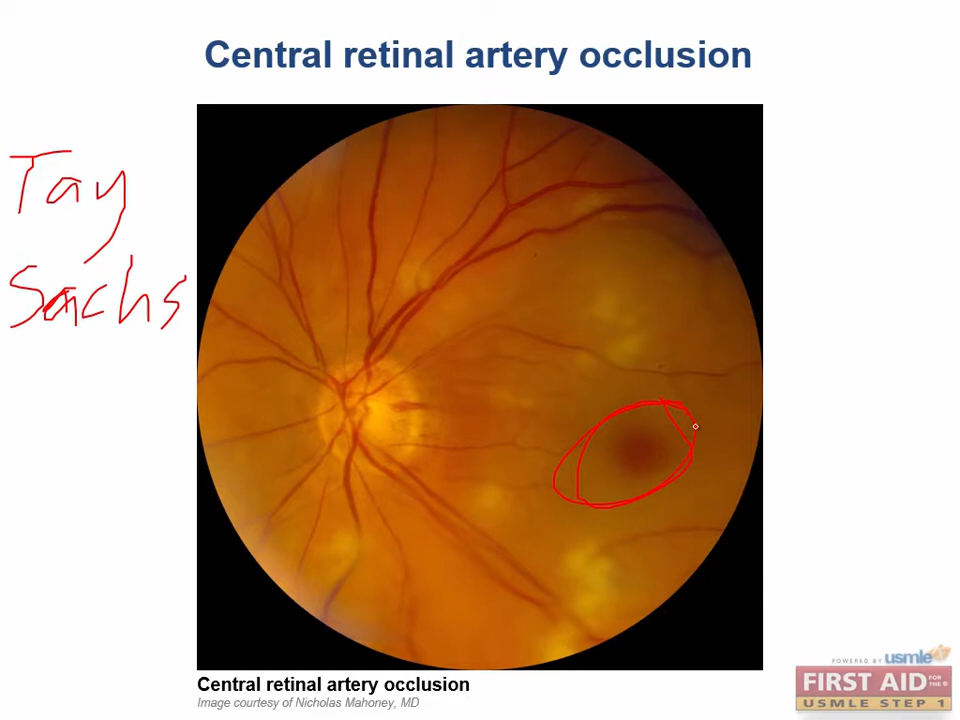 Central retinal artery occlusion
Tay
Sachs
Central retinal artery occlusion
Image courtesy of Nicholas Mahoney, MD
POWERED BY usmle Rx
FIRST AID FOR THE®
USMLE STEP 1